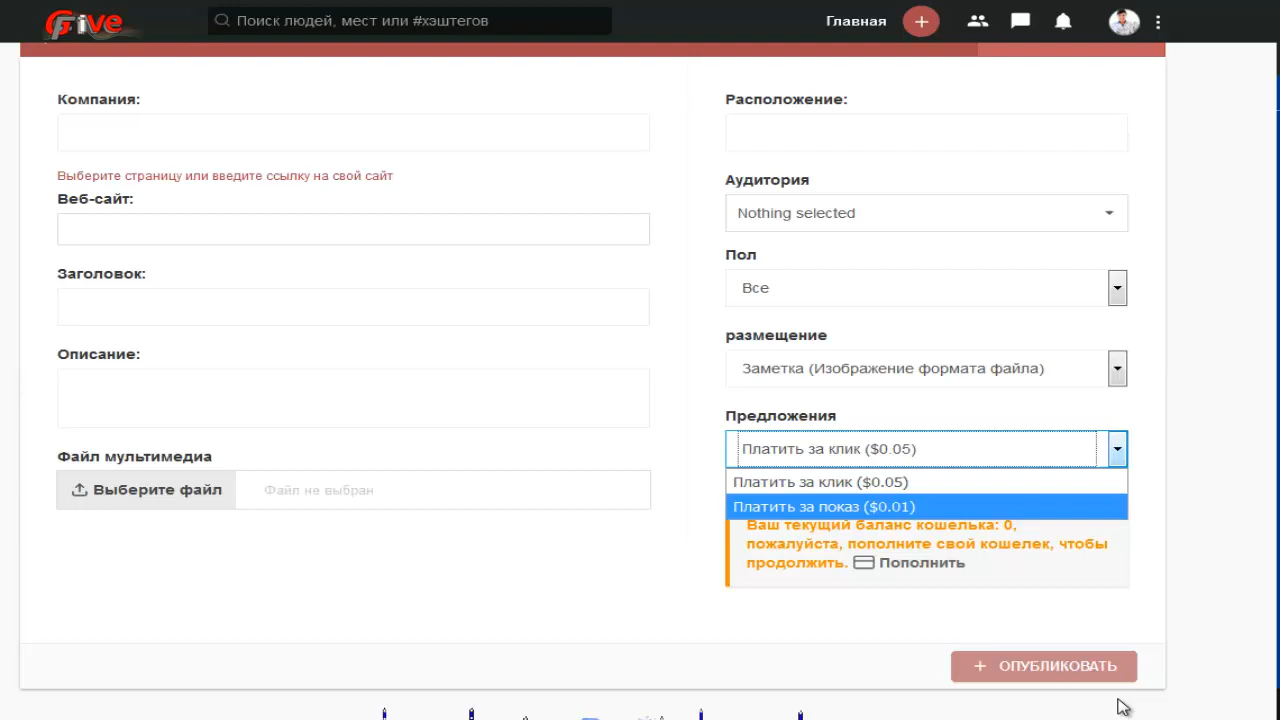 Five
Поиск людей, мест или #хэштегов
Главная
Компания:
Выберите страницу или введите ссылку на свой сайт
Веб-сайт:
Заголовок:
Описание:
Файл мультимедиа
Выберите файл
Файл не выбран
Расположение:
Аудитория
Nothing selected
Пол
Все
размещение
Заметка (Изображение формата файла)
Предложения
Платить за клик ($0.05)
Платить за клик ($0.05)
Платить за показ ($0.01)
Ваш текущий баланс кошелька: 0,
пожалуйста, пополните свой кошелек, чтобы
продолжить. Пополнить
+ ОПУБЛИКОВАТЬ